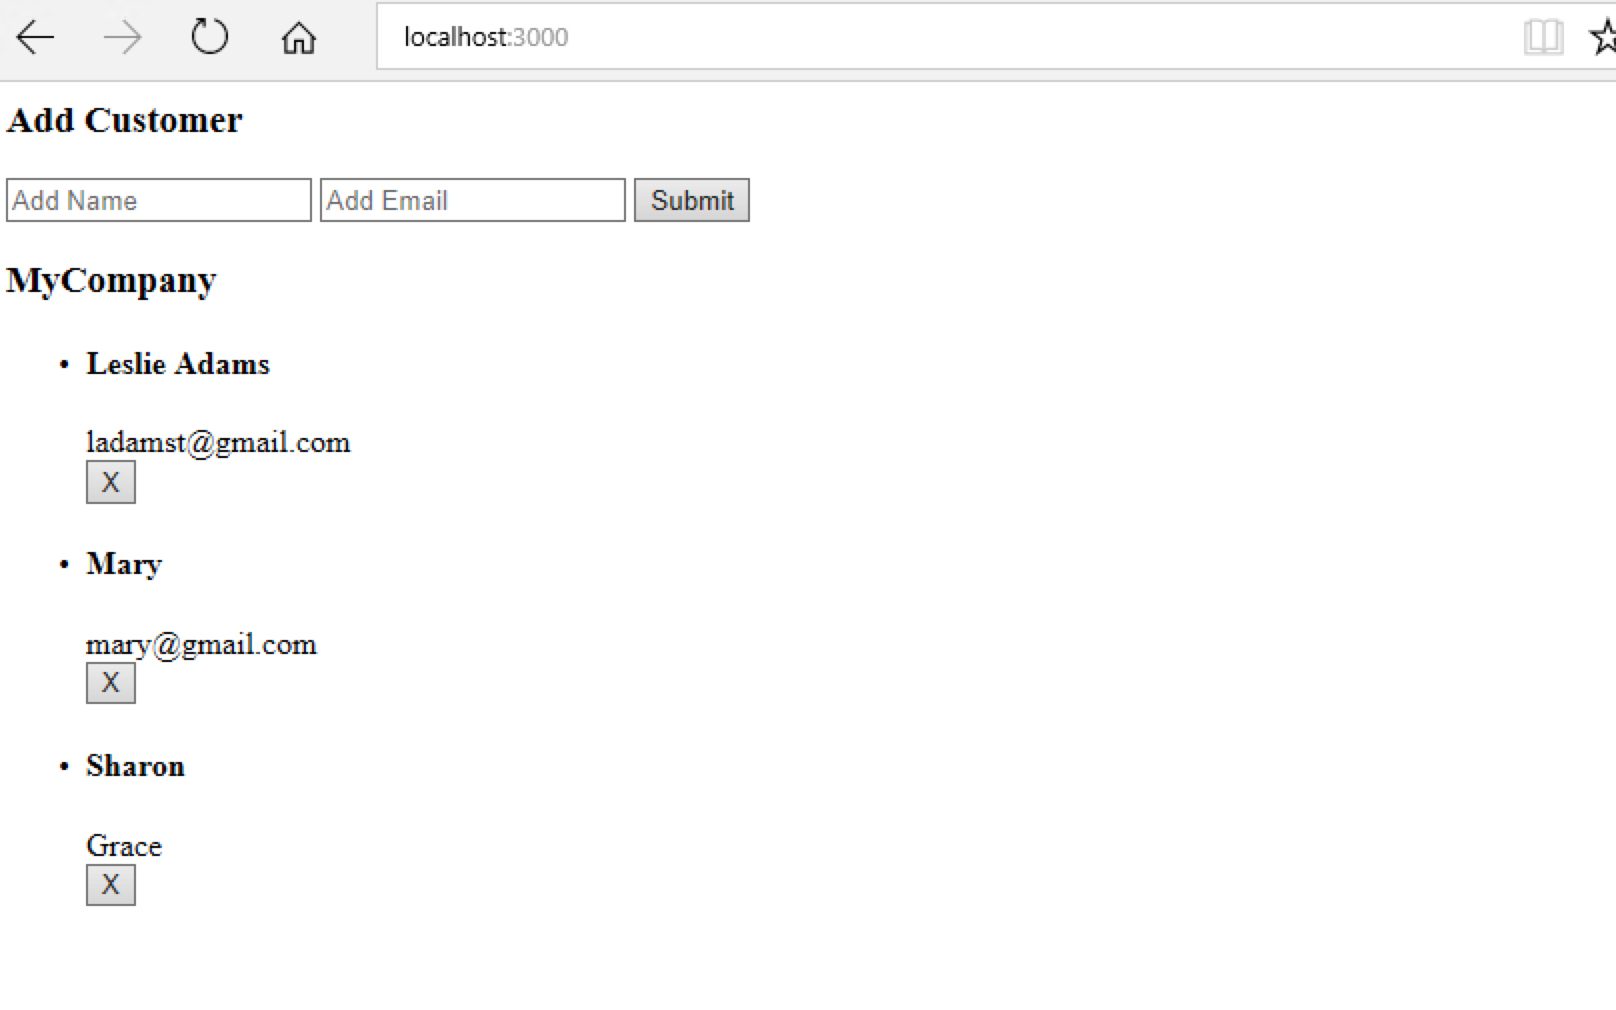 localhost:3000
Add Customer
Add Name Add Email Submit
MyCompany
• Leslie Adams
ladamst@gmail.com
X
• Mary
mary@gmail.com
X
• Sharon
Grace
X